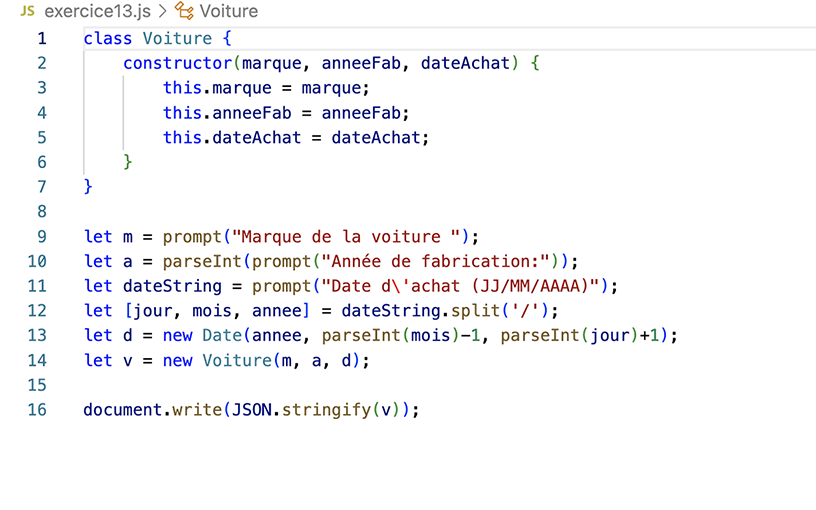 JS exercice13.js > Voiture
1 class Voiture {
2 constructor(marque, anneeFab, dateAchat) {
3 this.marque = marque;
4 this.anneeFab = anneeFab;
5 this.dateAchat = dateAchat;
6 }
7 }
8
9 let m = prompt("Marque de la voiture ");
10 let a = parseInt(prompt("Année de fabrication:"));
11 let dateString = prompt("Date d\'achat (JJ/MM/AAAA)");
12 let [jour, mois, annee] = dateString.split('/');
13 let d = new Date(annee, parseInt(mois)-1, parseInt(jour)+1);
14 let v = new Voiture(m, a, d);
15
16 document.write(JSON.stringify(v));